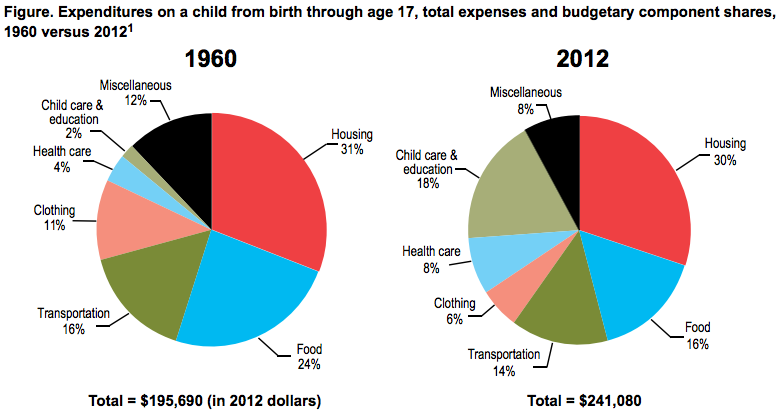 Figure. Expenditures on a child from birth through age 17, total expenses and budgetary component shares,
1960 versus 2012¹
1960
Miscellaneous
12%
Child care &
education
2%
Health care
4%
Clothing
11%
Transportation
16%
Food
24%
Housing
31%
Total = $195,690 (in 2012 dollars)
2012
Miscellaneous
8%
Child care &
education
18%
Health care
8%
Clothing
6%
Transportation
14%
Food
16%
Housing
30%
Total = $241,080